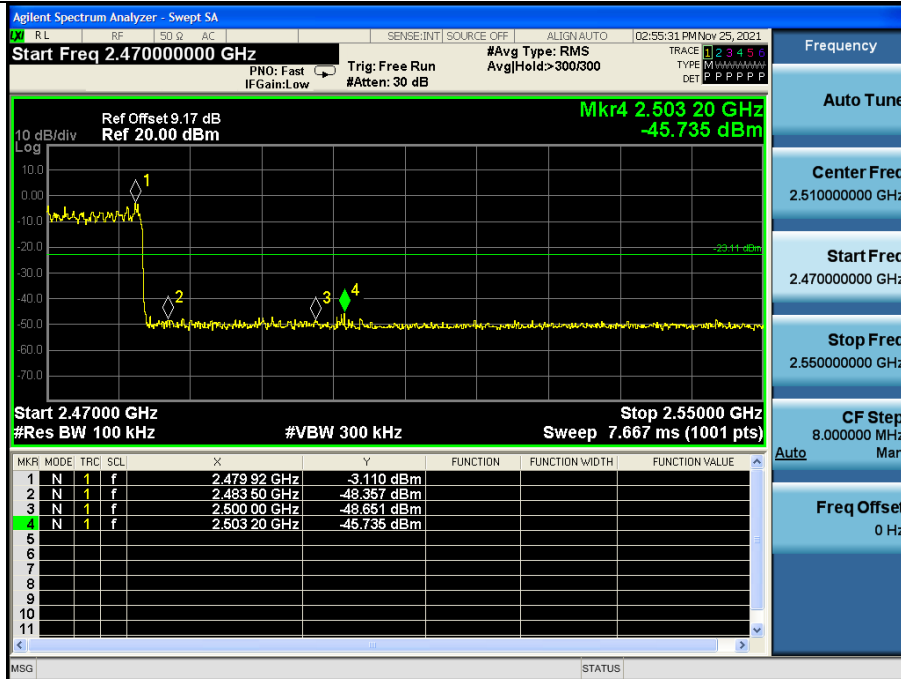 Agilent Spectrum Analyzer - Swept SA
LXI RL RF 50 Ω AC SENSE:INT SOURCE OFF ALIGN AUTO 02:55:31 PM Nov 25, 2021
Start Freq 2.470000000 GHz
PNO: Fast
IFGain:Low
Trig: Free Run
#Atten: 30 dB
#Avg Type: RMS
Avg|Hold:>300/300
TRACE 1 2 3 4 5 6
TYPE MWWWWW
DET P P P P P P
Mkr4 2.503 20 GHz
-45.735 dBm
Ref Offset 9.17 dB
10 dB/div Ref 20.00 dBm
Log
10.0
0.00
-10.0
-20.0
-30.0
-40.0
-50.0
-60.0
-70.0
1
2
3
4
-23.11 dBm
Start 2.47000 GHz Stop 2.55000 GHz
#Res BW 100 kHz #VBW 300 kHz Sweep 7.667 ms (1001 pts)
MKR MODE TRC SCL X Y FUNCTION FUNCTION WIDTH FUNCTION VALUE
1 N 1 f 2.479 92 GHz -3.110 dBm
2 N 1 f 2.483 50 GHz -48.357 dBm
3 N 1 f 2.500 00 GHz -48.651 dBm
4 N 1 f 2.503 20 GHz -45.735 dBm
5
6
7
8
9
10
11
MSG STATUS
Frequency
Auto Tune
Center Freq
2.510000000 GHz
Start Freq
2.470000000 GHz
Stop Freq
2.550000000 GHz
CF Step
8.000000 MHz
Auto Man
Freq Offset
0 Hz